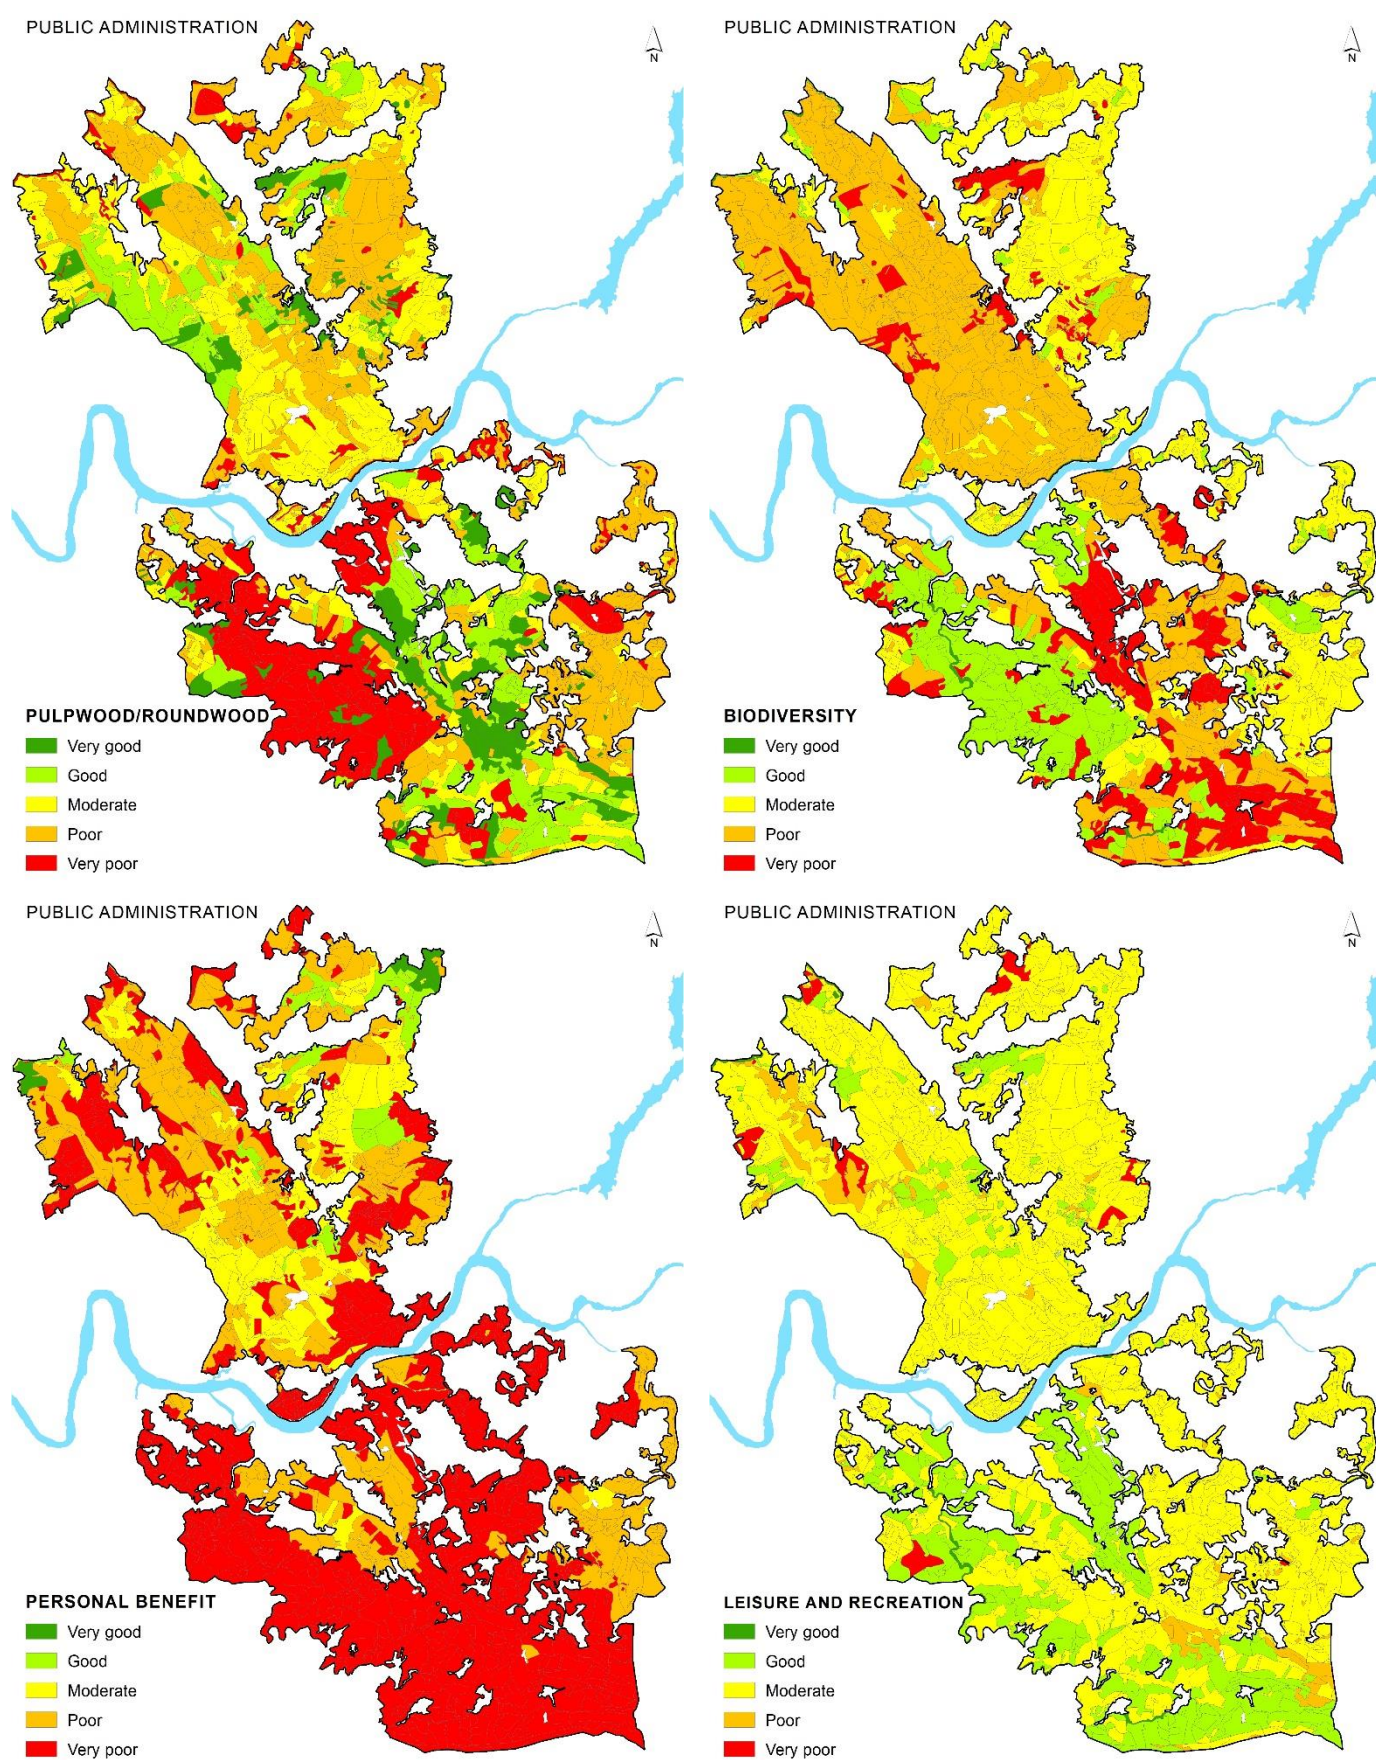 PUBLIC ADMINISTRATION
N
PULPWOOD/ROUNDWOOD
Very good
Good
Moderate
Poor
Very poor
PUBLIC ADMINISTRATION
N
BIODIVERSITY
Very good
Good
Moderate
Poor
Very poor
PUBLIC ADMINISTRATION
N
PERSONAL BENEFIT
Very good
Good
Moderate
Poor
Very poor
PUBLIC ADMINISTRATION
N
LEISURE AND RECREATION
Very good
Good
Moderate
Poor
Very poor